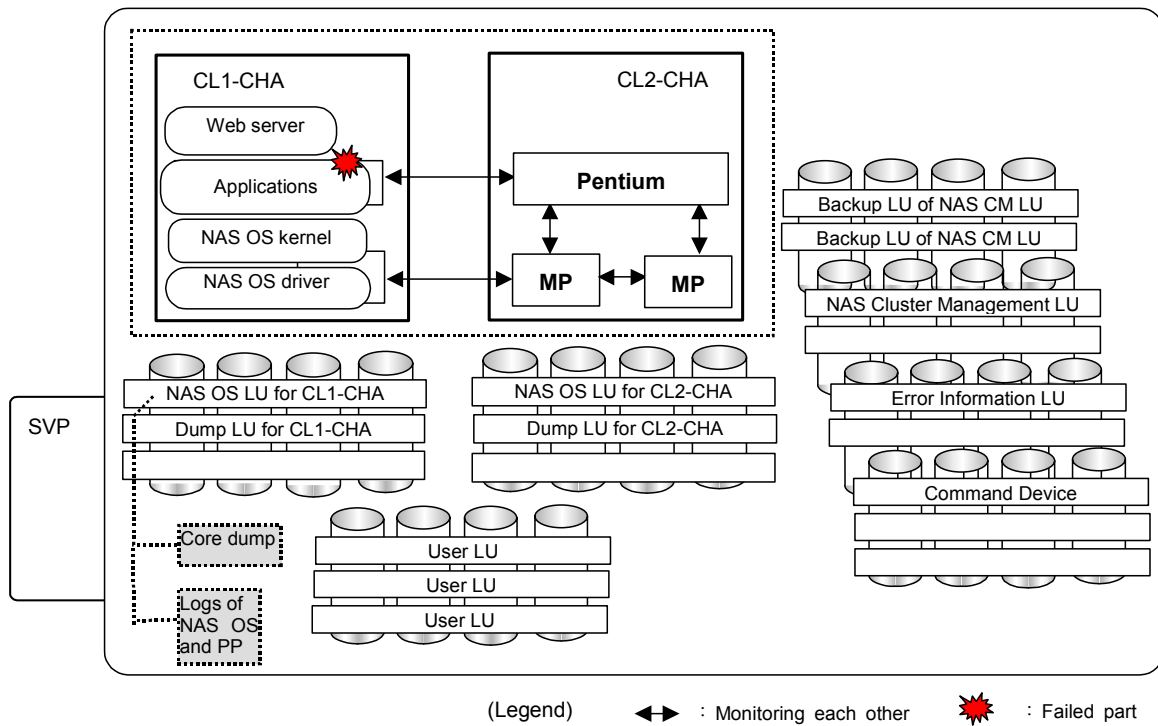 CL1-CHA
Web server
Applications
NAS OS kernel
NAS OS driver
CL2-CHA
Pentium
MP
MP
Backup LU of NAS CM LU
Backup LU of NAS CM LU
NAS Cluster Management LU
Error Information LU
Command Device
NAS OS LU for CL1-CHA
Dump LU for CL1-CHA
NAS OS LU for CL2-CHA
Dump LU for CL2-CHA
SVP
Core dump
Logs of
NAS OS
and PP
User LU
User LU
User LU
(Legend) : Monitoring each other : Failed part